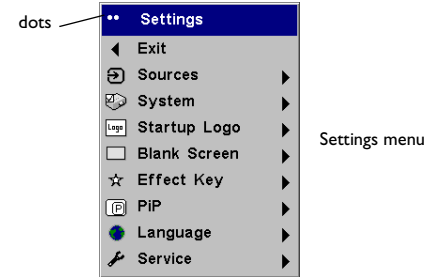 dots
Settings
Exit
Sources
System
Logo Startup Logo
Blank Screen
Effect Key
Settings menu
P PiP
Language
Service